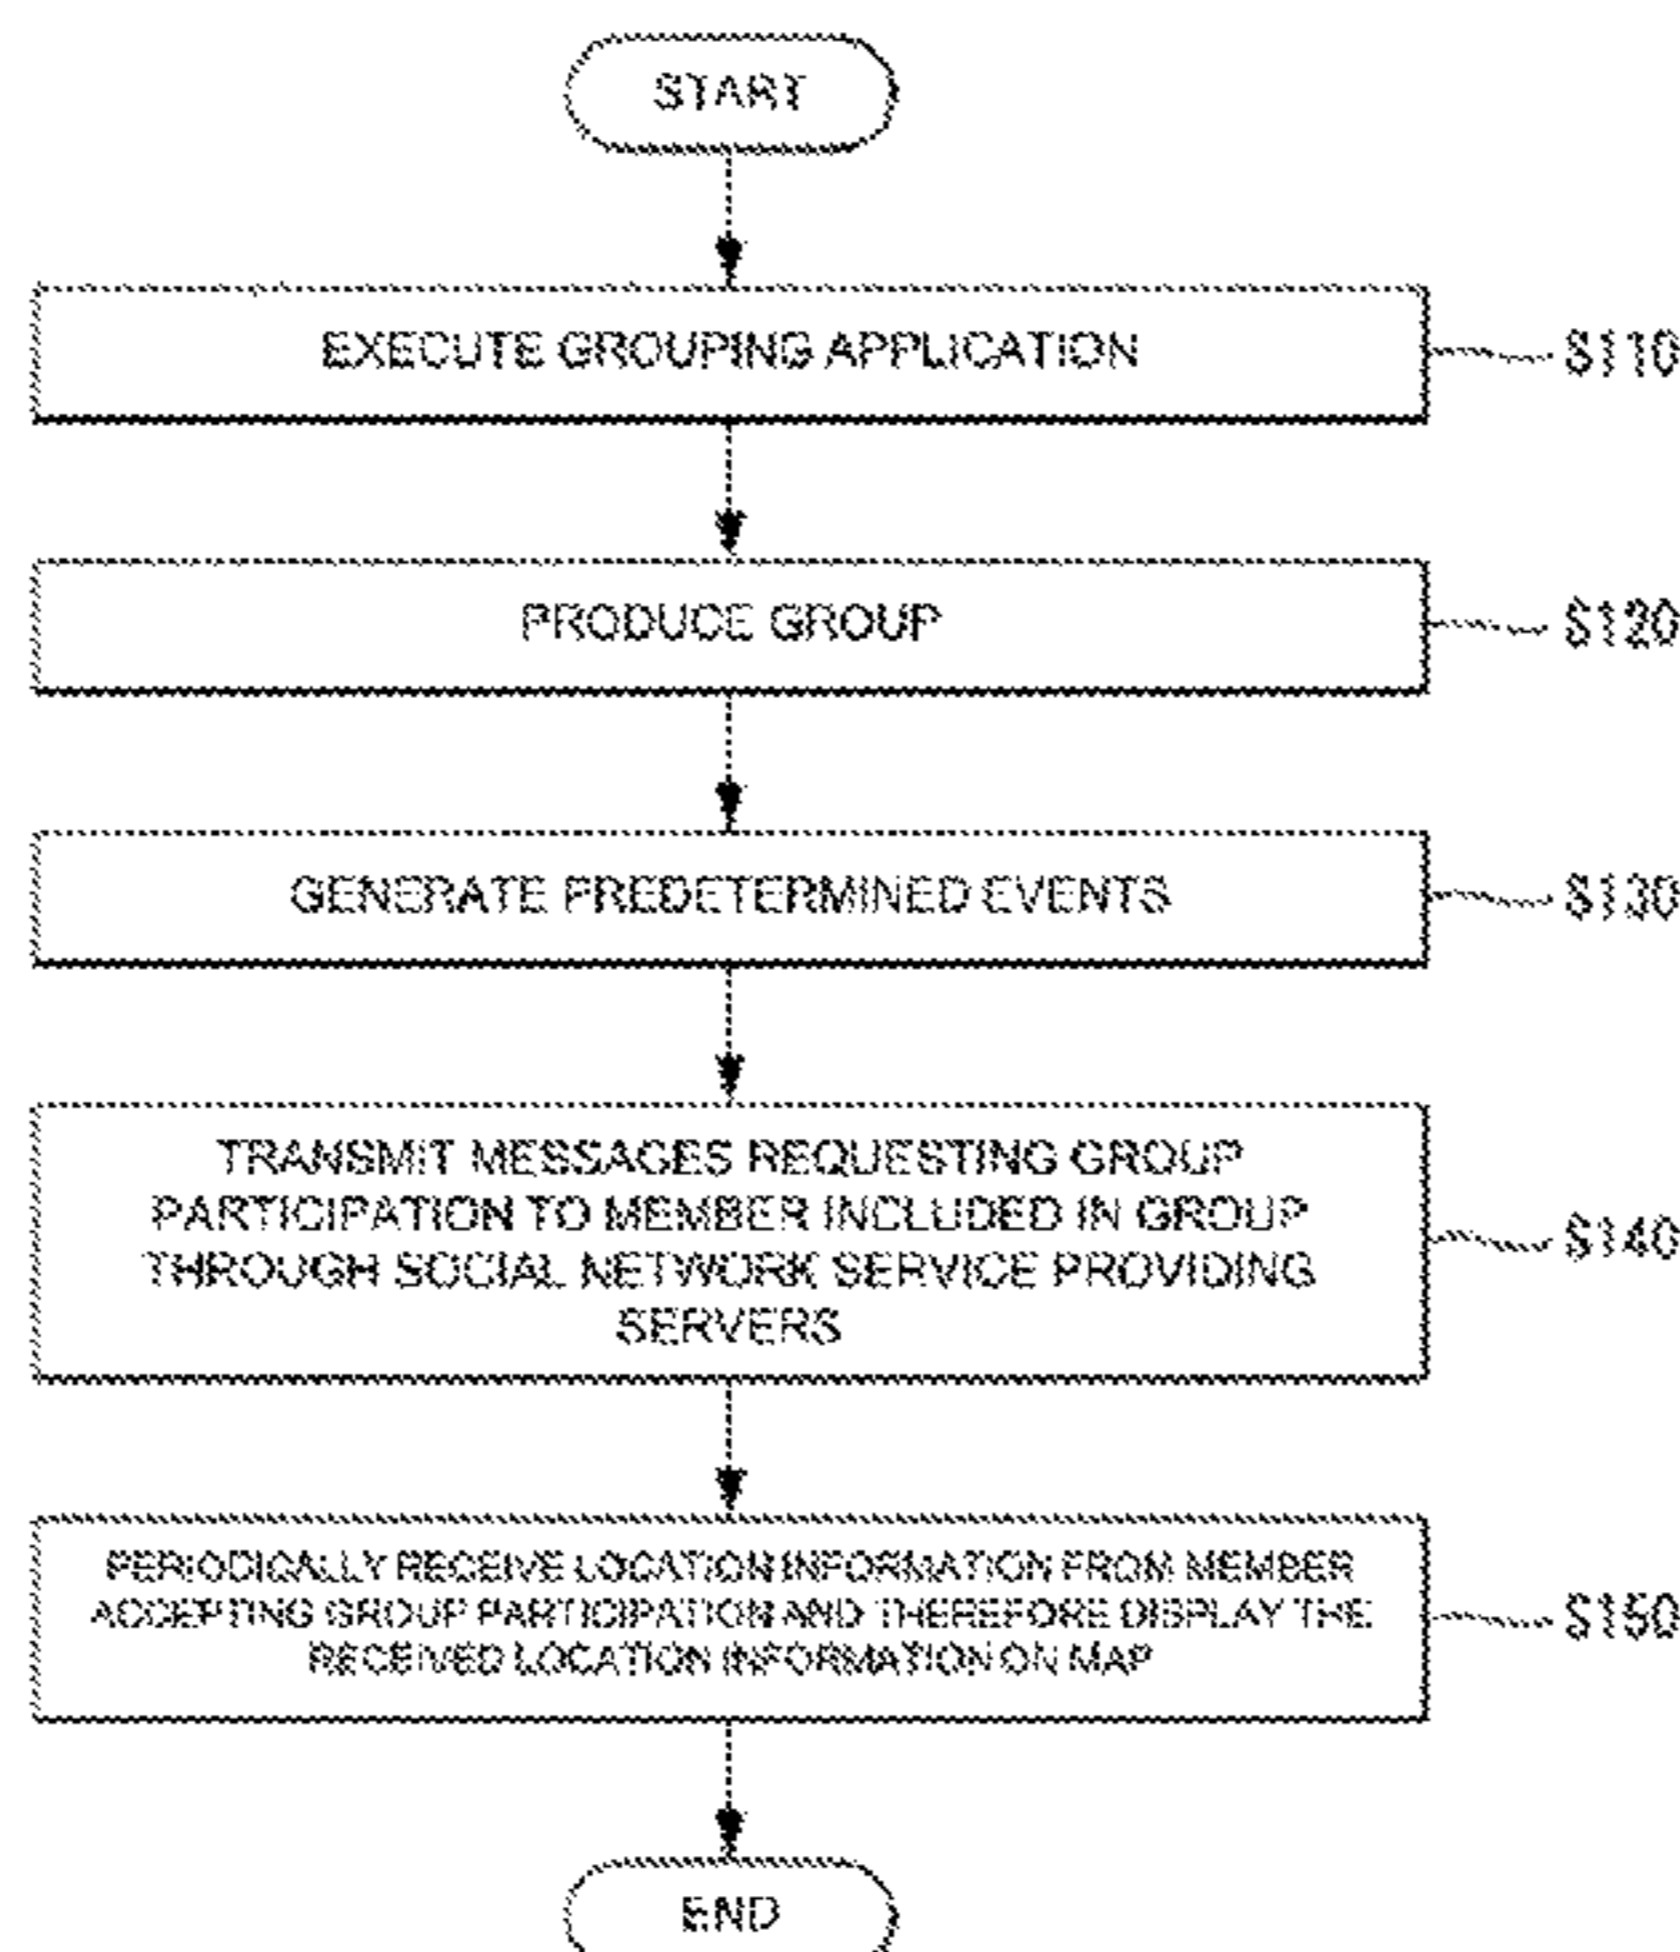 START
EXECUTE GROUPING APPLICATION
S110
PRODUCE GROUP
S120
GENERATE PREDETERMINED EVENTS
S130
TRANSMIT MESSAGES REQUESTING GROUP
PARTICIPATION TO MEMBER INCLUDED IN GROUP
THROUGH SOCIAL NETWORK SERVICE PROVIDING
SERVERS
S140
PERIODICALLY RECEIVE LOCATION INFORMATION FROM MEMBER
ACCEPTING GROUP PARTICIPATION AND THEREFORE DISPLAY THE
RECEIVED LOCATION INFORMATION ON MAP
S150
END